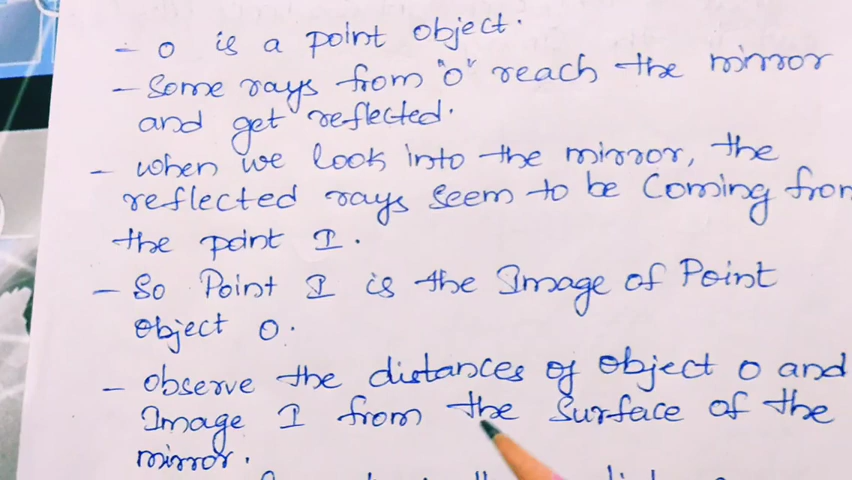 - O is a point object.
- Some rays from "O" reach the mirror
and get reflected.
- when we look into the mirror, the
reflected rays seem to be Coming from
the point I.
- So Point I is the Image of Point
Object O.
- observe the distances of object O and
Image I from the Surface of the
mirror.